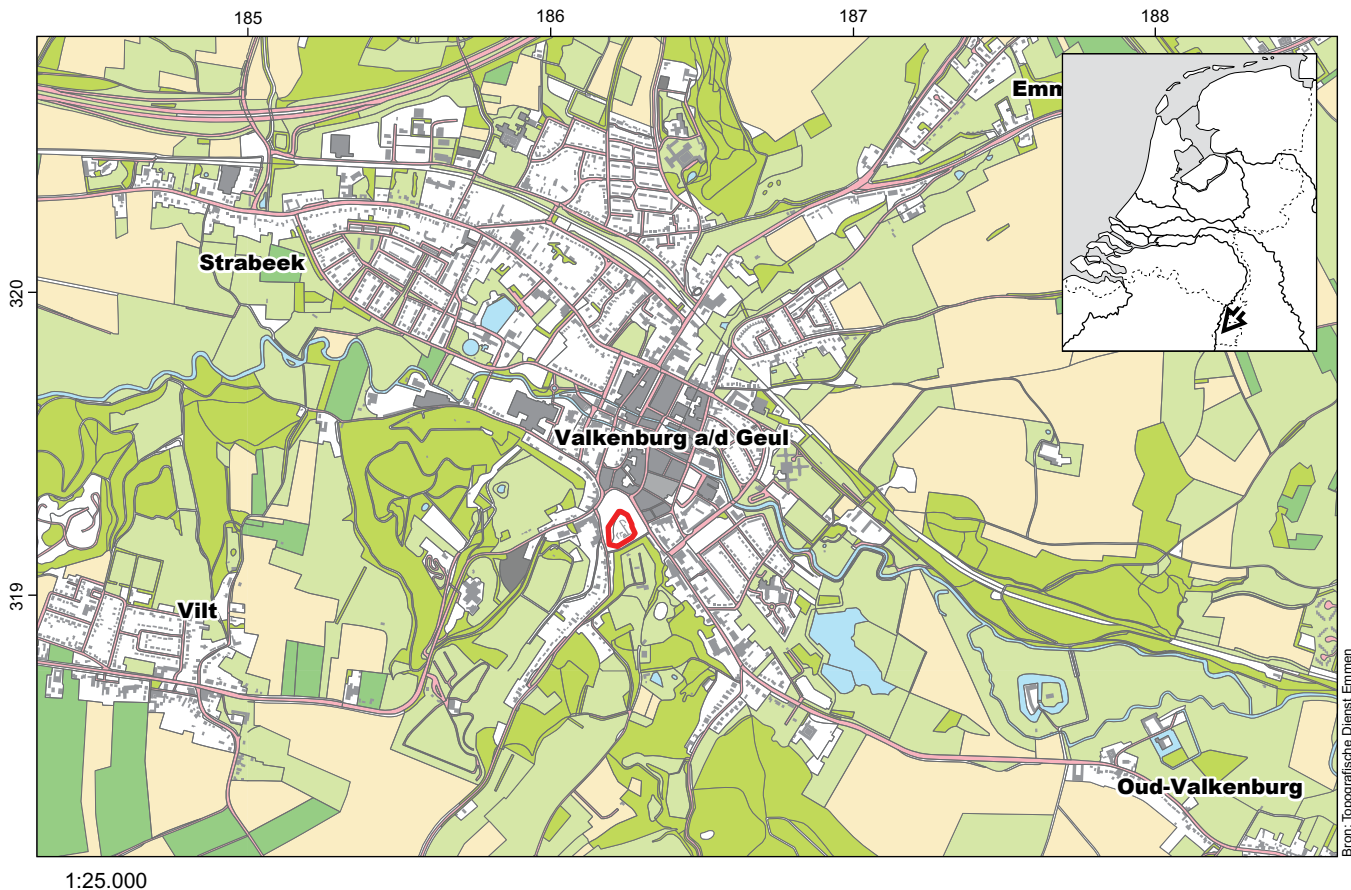 185
186
187
188
Emm
Strabeek
320
Valkenburg a/d Geul
319
Vilt
Oud-Valkenburg
Bron: Topografische Dienst Emmen
1:25.000